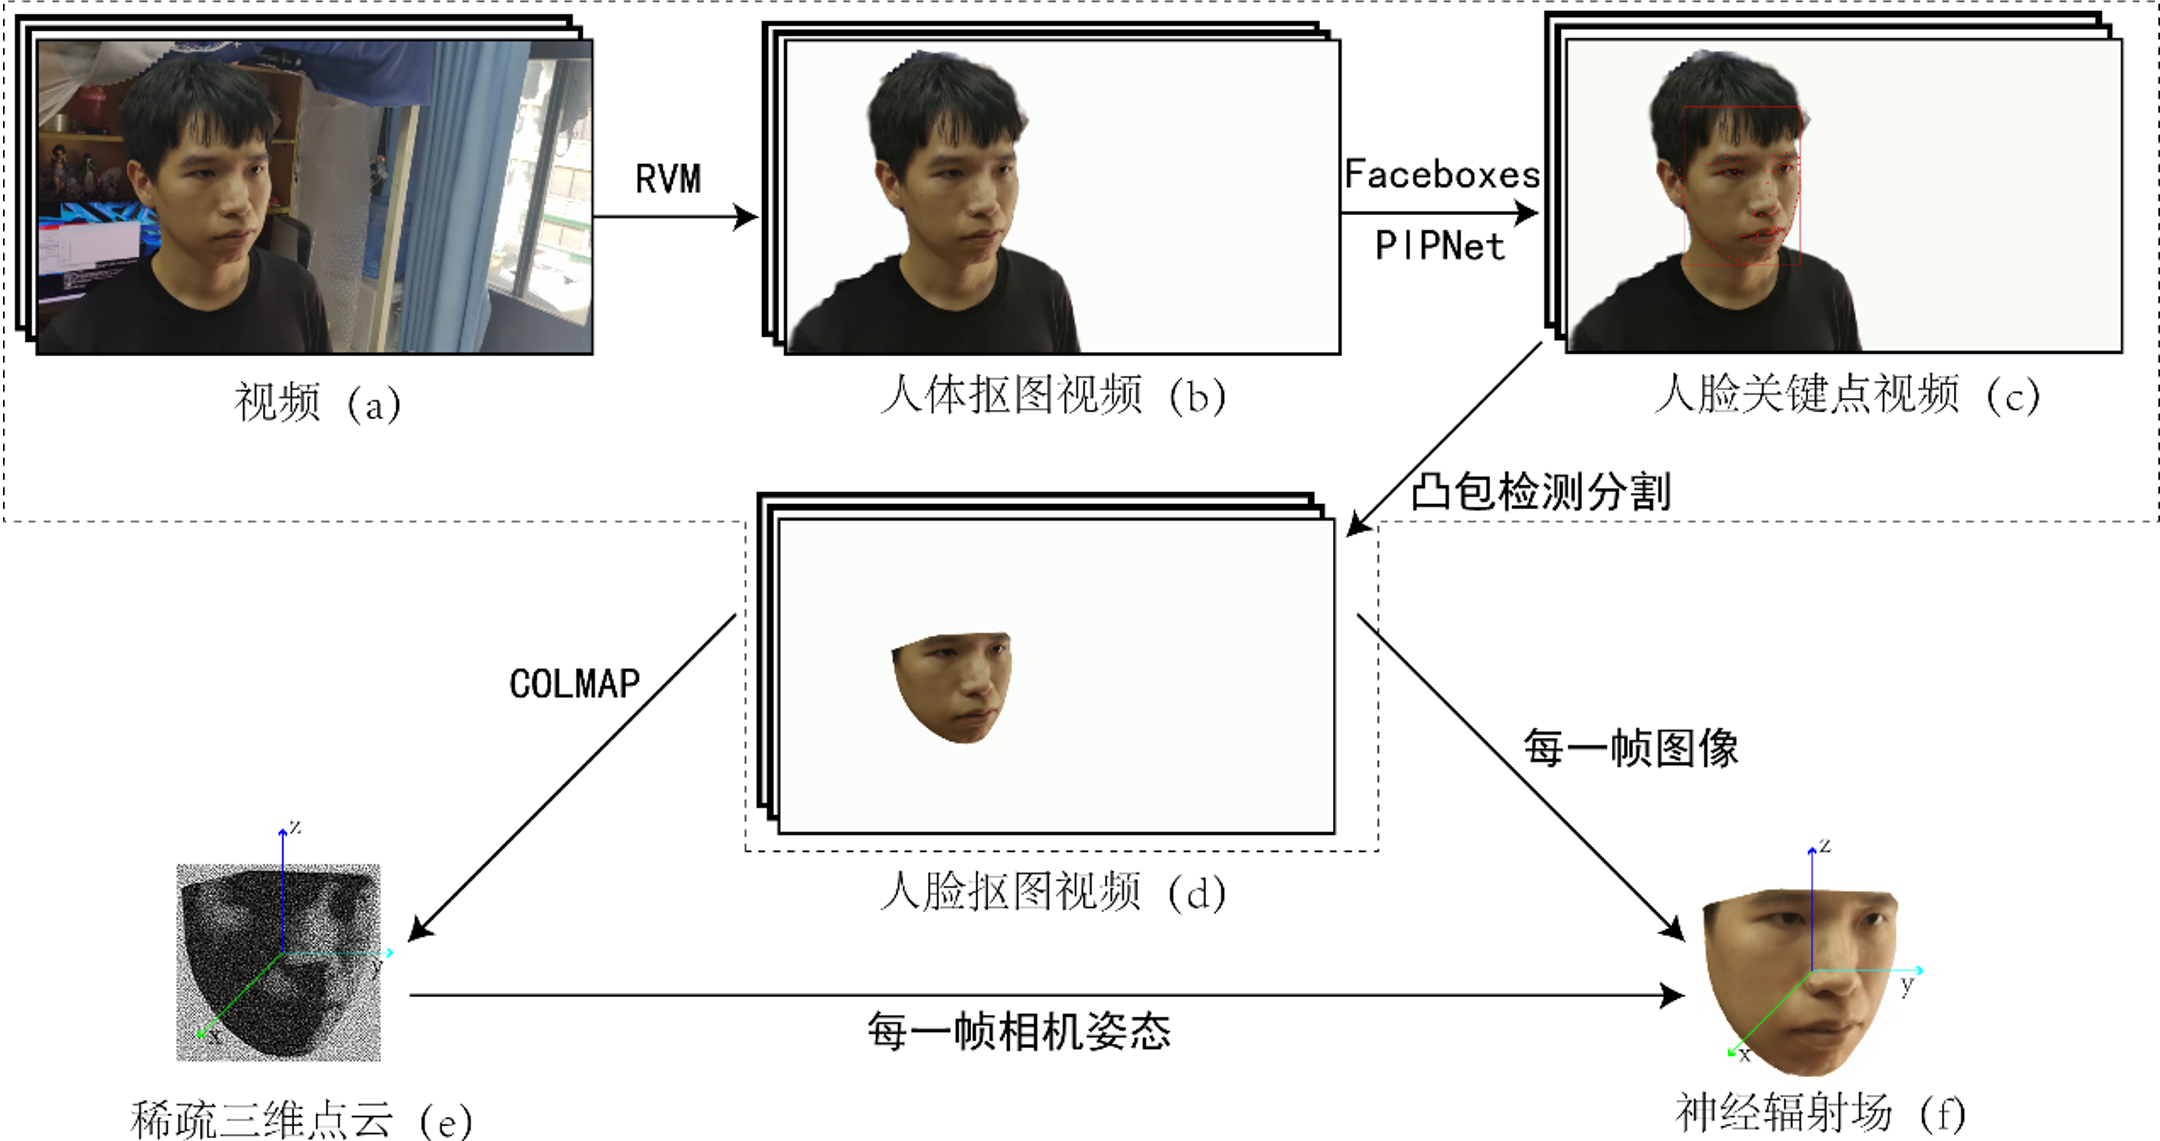 RVM
Faceboxes
PIPNet
视频 (a)
人体抠图视频 (b)
人脸关键点视频 (c)
凸包检测分割
COLMAP
每一帧图像
人脸抠图视频 (d)
z
y
x
z
y
x
每一帧相机姿态
稀疏三维点云 (e)
神经辐射场 (f)